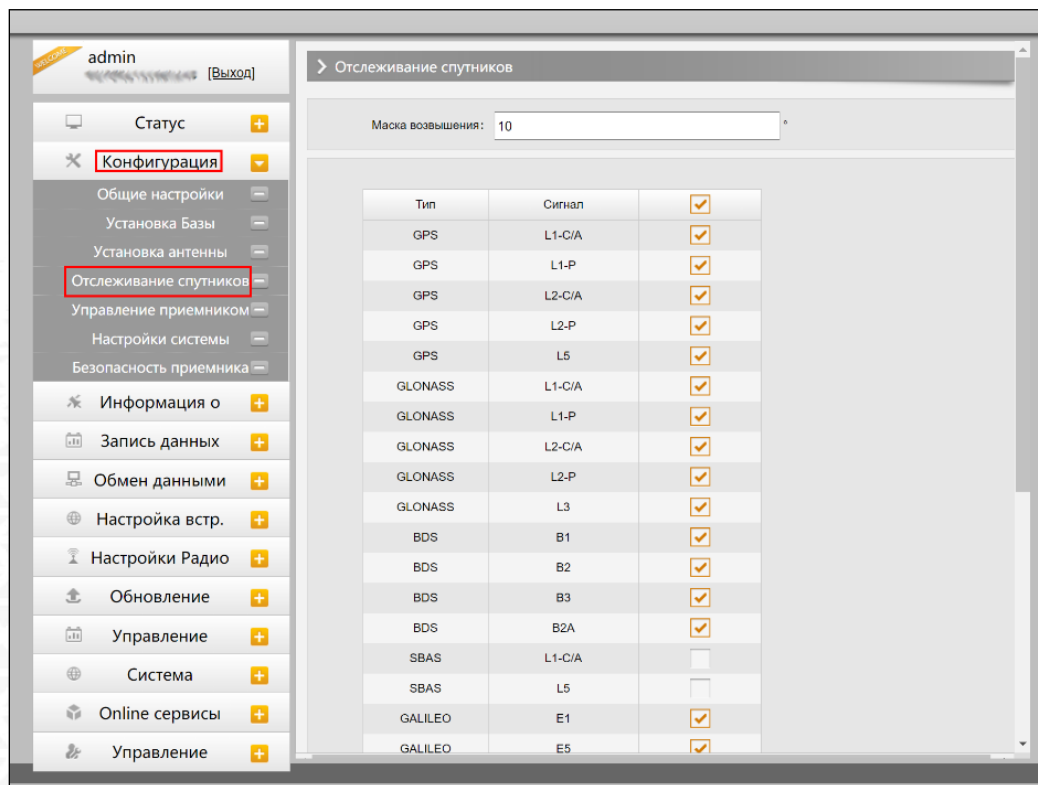 WELCOME
admin
[Выход]
Статус
Конфигурация
Общие настройки
Установка Базы
Установка антенны
Отслеживание спутников
Управление приемником
Настройки системы
Безопасность приемника
Информация о
Запись данных
Обмен данными
Настройка встр.
Настройки Радио
Обновление
Управление
Система
Online сервисы
Управление
Отслеживание спутников
Маска возвышения: 10 °
Тип Сигнал
GPS L1-C/A
GPS L1-P
GPS L2-C/A
GPS L2-P
GPS L5
GLONASS L1-C/A
GLONASS L1-P
GLONASS L2-C/A
GLONASS L2-P
GLONASS L3
BDS B1
BDS B2
BDS B3
BDS B2A
SBAS L1-C/A
SBAS L5
GALILEO E1
GALILEO E5